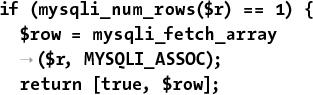 if (mysqli_num_rows($r) == 1) {
$row = mysqli_fetch_array
→($r, MYSQLI_ASSOC);
return [true, $row];